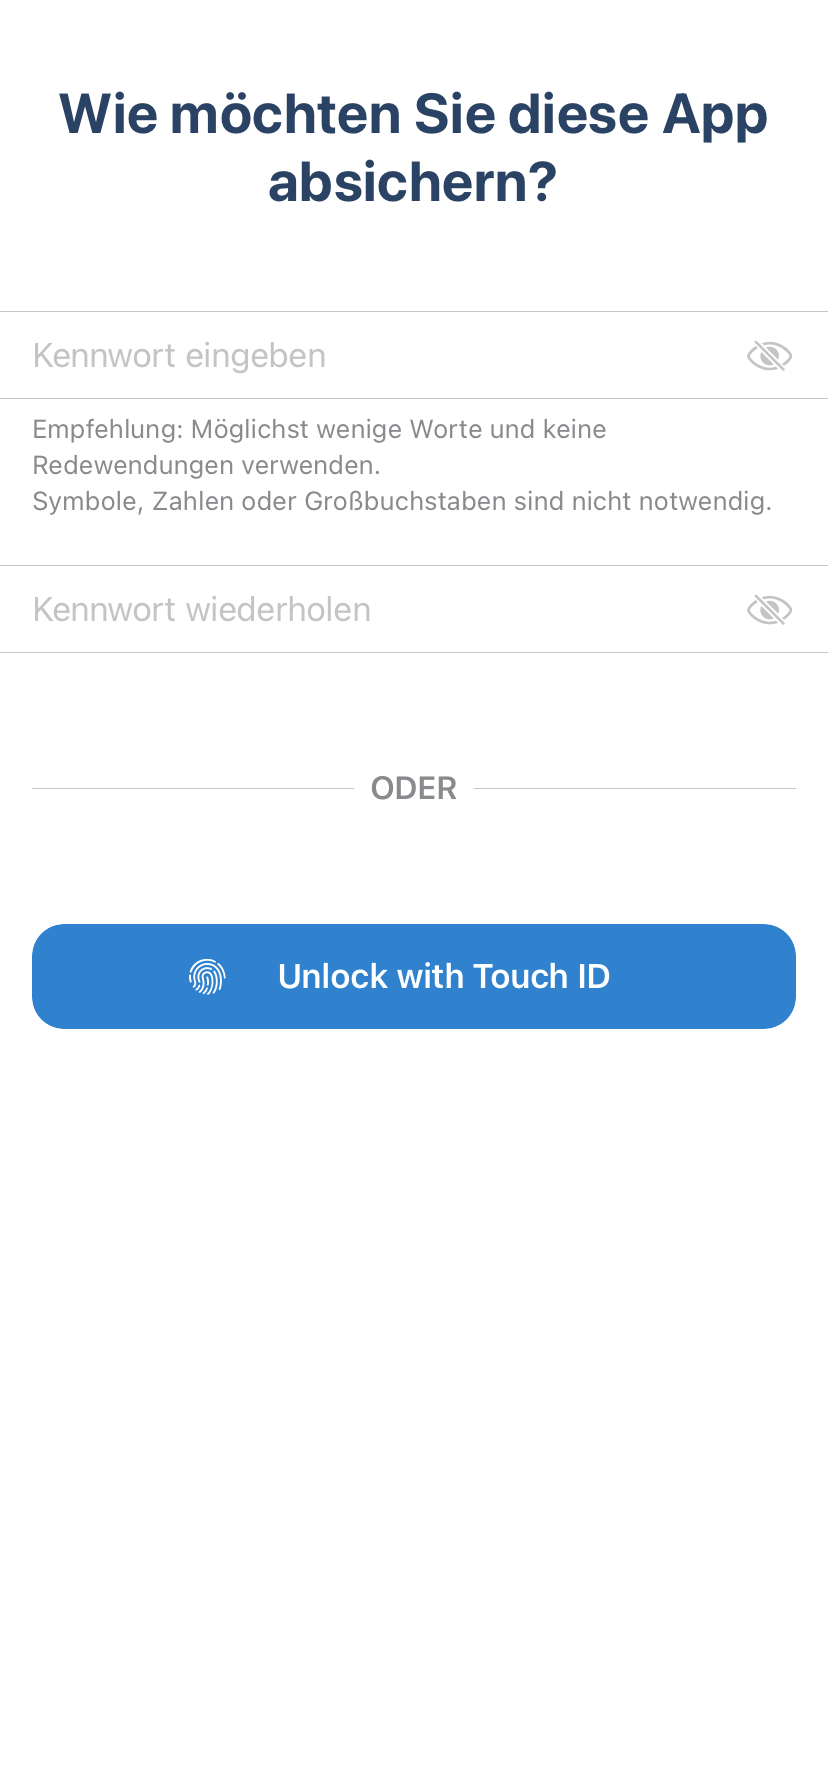 Wie möchten Sie diese App
absichern?
Kennwort eingeben
Empfehlung: Möglichst wenige Worte und keine
Redewendungen verwenden.
Symbole, Zahlen oder Großbuchstaben sind nicht notwendig.
Kennwort wiederholen
ODER
Unlock with Touch ID